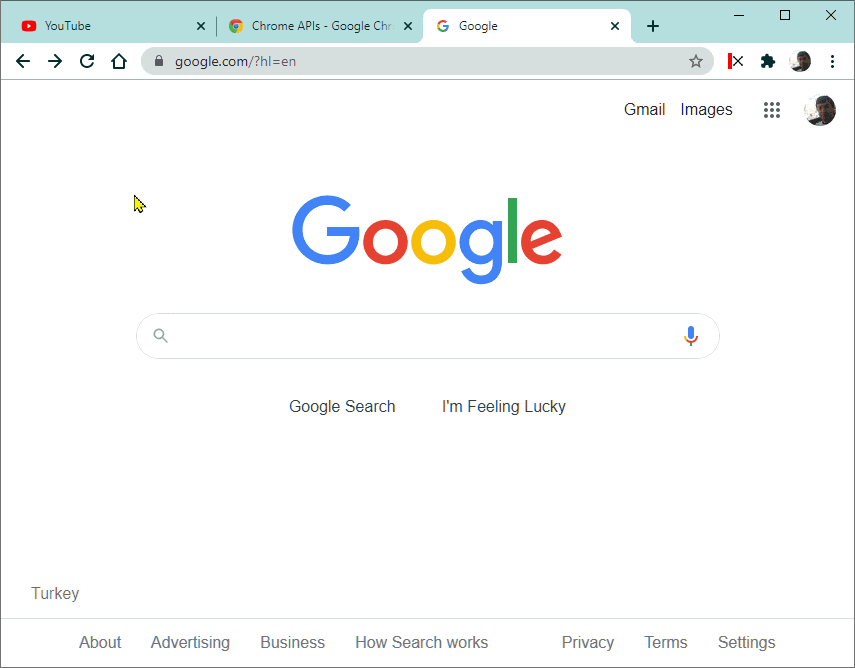 YouTube
Chrome APIs - Google Chr
Google
google.com/?hl=en
Gmail Images
Google
Google Search I'm Feeling Lucky
Turkey
About Advertising Business How Search works Privacy Terms Settings